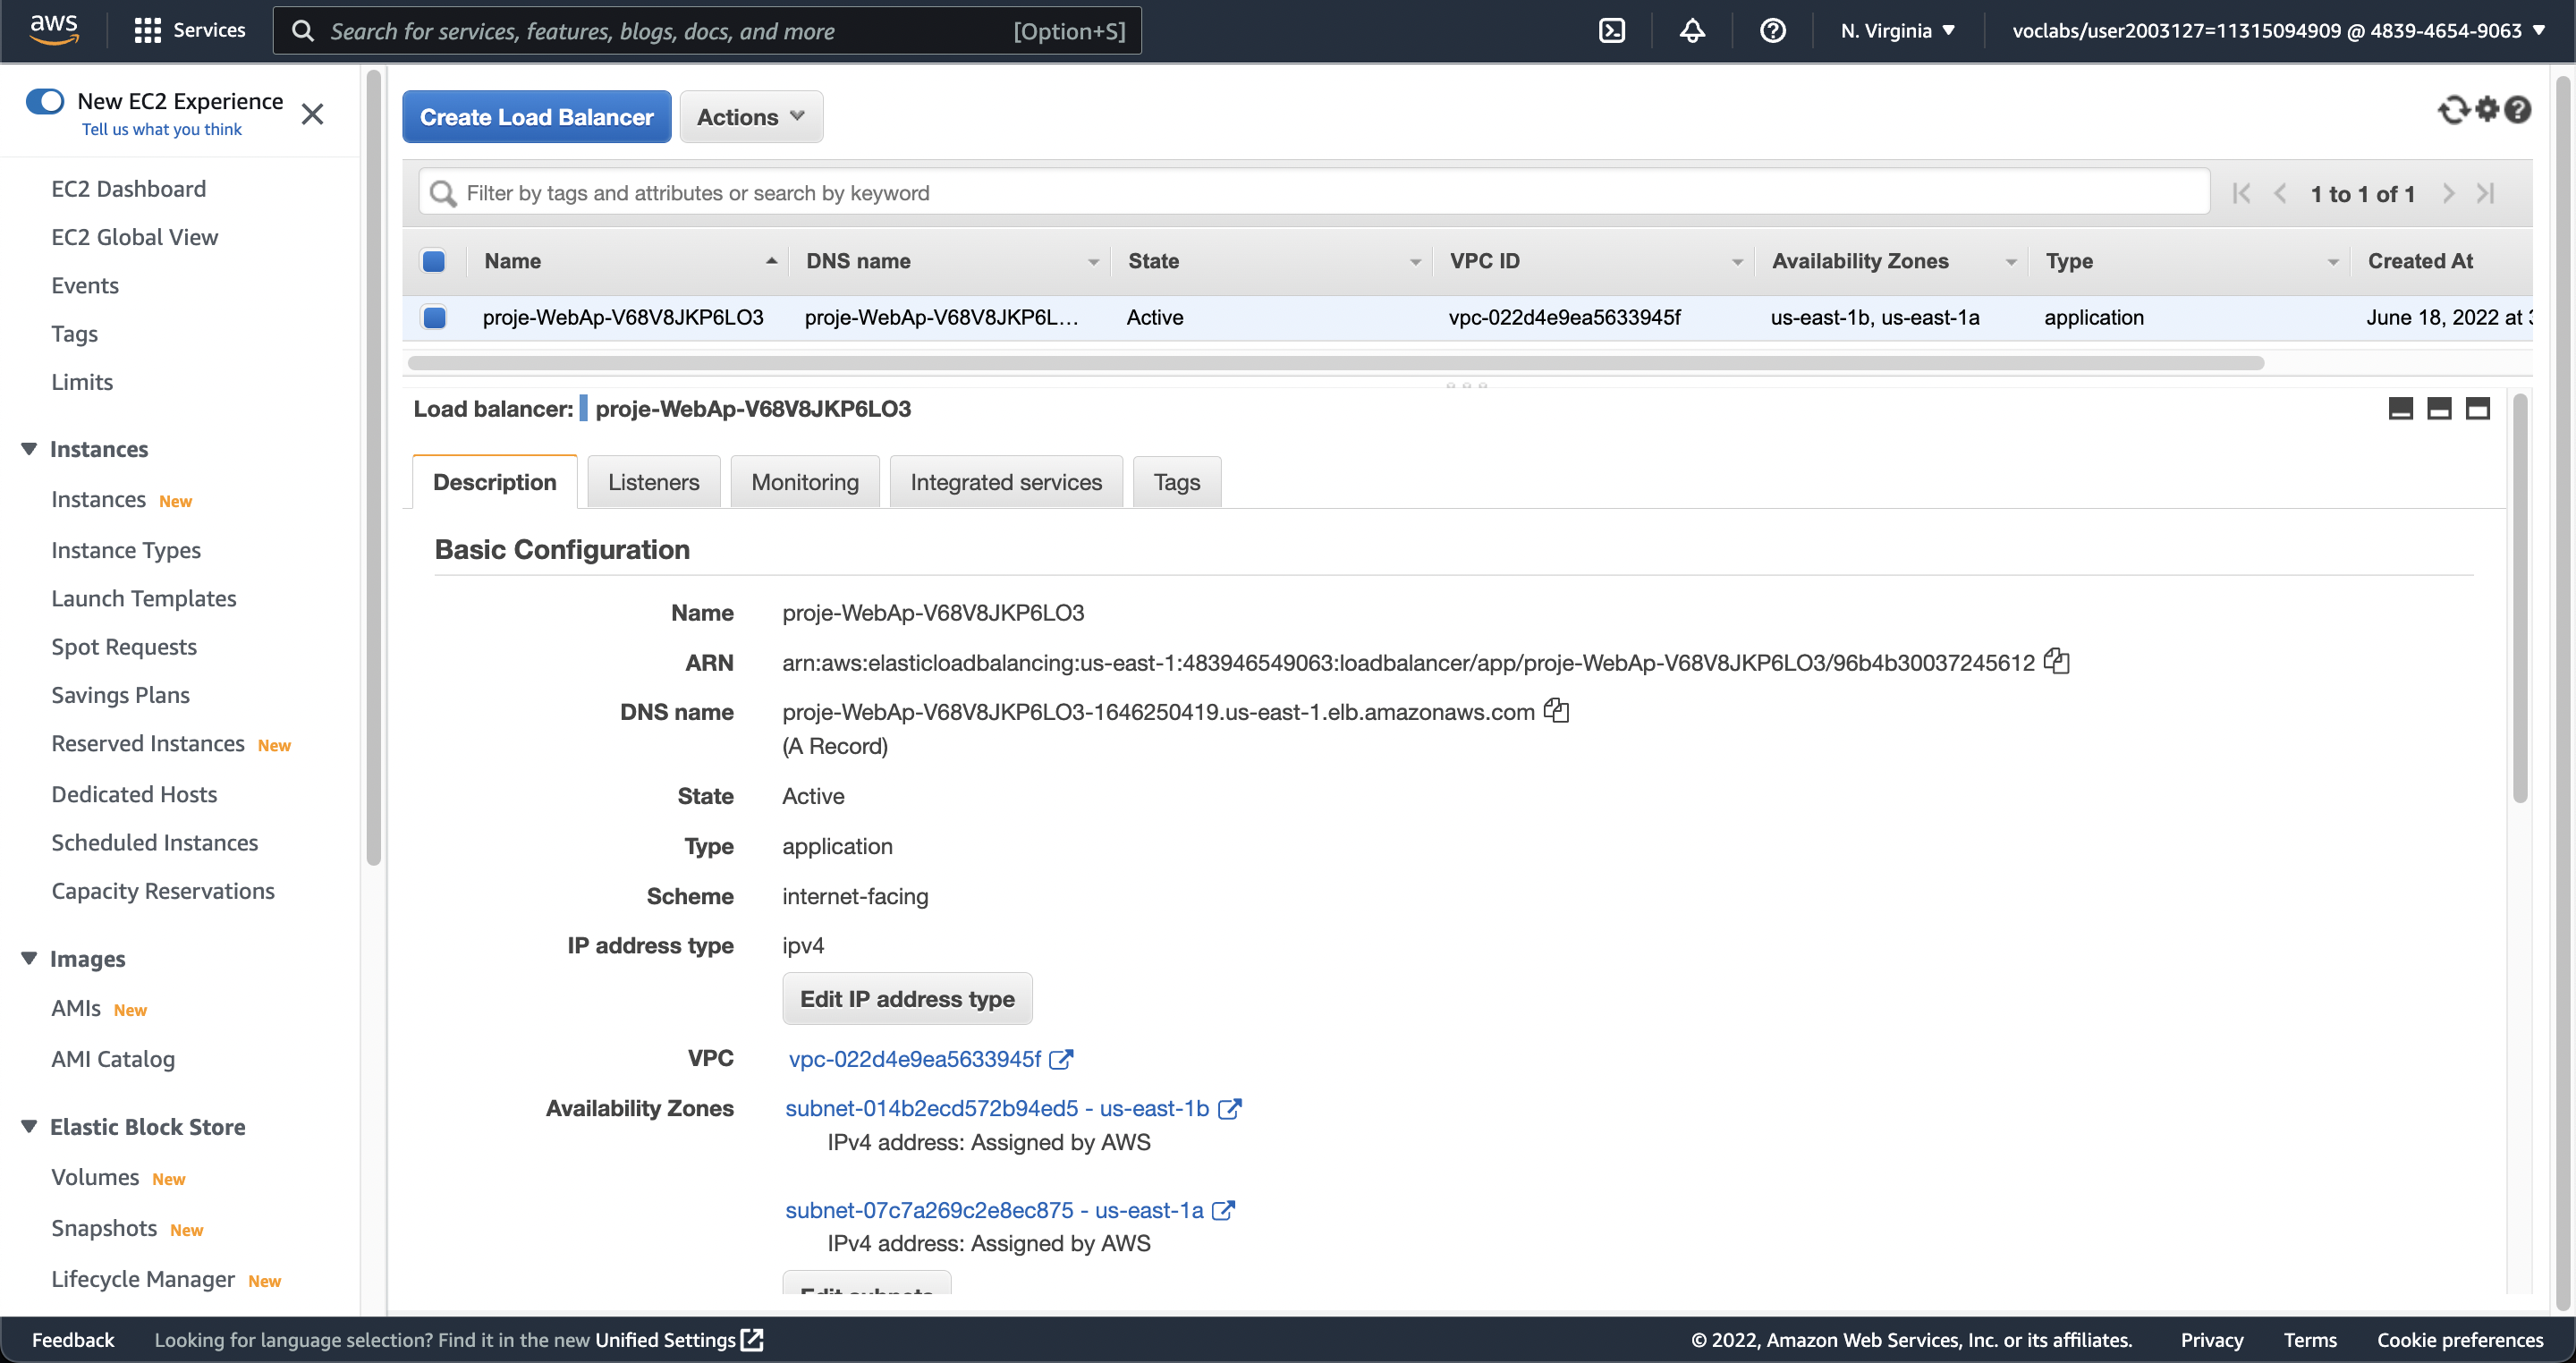 aws
Services
Search for services, features, blogs, docs, and more
[Option+S]
N. Virginia
voclabs/user2003127=11315094909 @ 4839-4654-9063
New EC2 Experience
Tell us what you think
EC2 Dashboard
EC2 Global View
Events
Tags
Limits
Instances
Instances New
Instance Types
Launch Templates
Spot Requests
Savings Plans
Reserved Instances New
Dedicated Hosts
Scheduled Instances
Capacity Reservations
Images
AMIs New
AMI Catalog
Elastic Block Store
Volumes New
Snapshots New
Lifecycle Manager New
Create Load Balancer
Actions
Filter by tags and attributes or search by keyword
1 to 1 of 1
Name DNS name State VPC ID Availability Zones Type Created At
proje-WebAp-V68V8JKP6LO3 proje-WebAp-V68V8JKP6L... Active vpc-022d4e9ea5633945f us-east-1b, us-east-1a application June 18, 2022 at
Load balancer: proje-WebAp-V68V8JKP6LO3
Description Listeners Monitoring Integrated services Tags
Basic Configuration
Name proje-WebAp-V68V8JKP6LO3
ARN arn:aws:elasticloadbalancing:us-east-1:483946549063:loadbalancer/app/proje-WebAp-V68V8JKP6LO3/96b4b30037245612
DNS name proje-WebAp-V68V8JKP6LO3-1646250419.us-east-1.elb.amazonaws.com
(A Record)
State Active
Type application
Scheme internet-facing
IP address type ipv4
Edit IP address type
VPC vpc-022d4e9ea5633945f
Availability Zones subnet-014b2ecd572b94ed5 - us-east-1b
IPv4 address: Assigned by AWS
subnet-07c7a269c2e8ec875 - us-east-1a
IPv4 address: Assigned by AWS
Edit subnets
Feedback
Looking for language selection? Find it in the new Unified Settings
© 2022, Amazon Web Services, Inc. or its affiliates.
Privacy
Terms
Cookie preferences